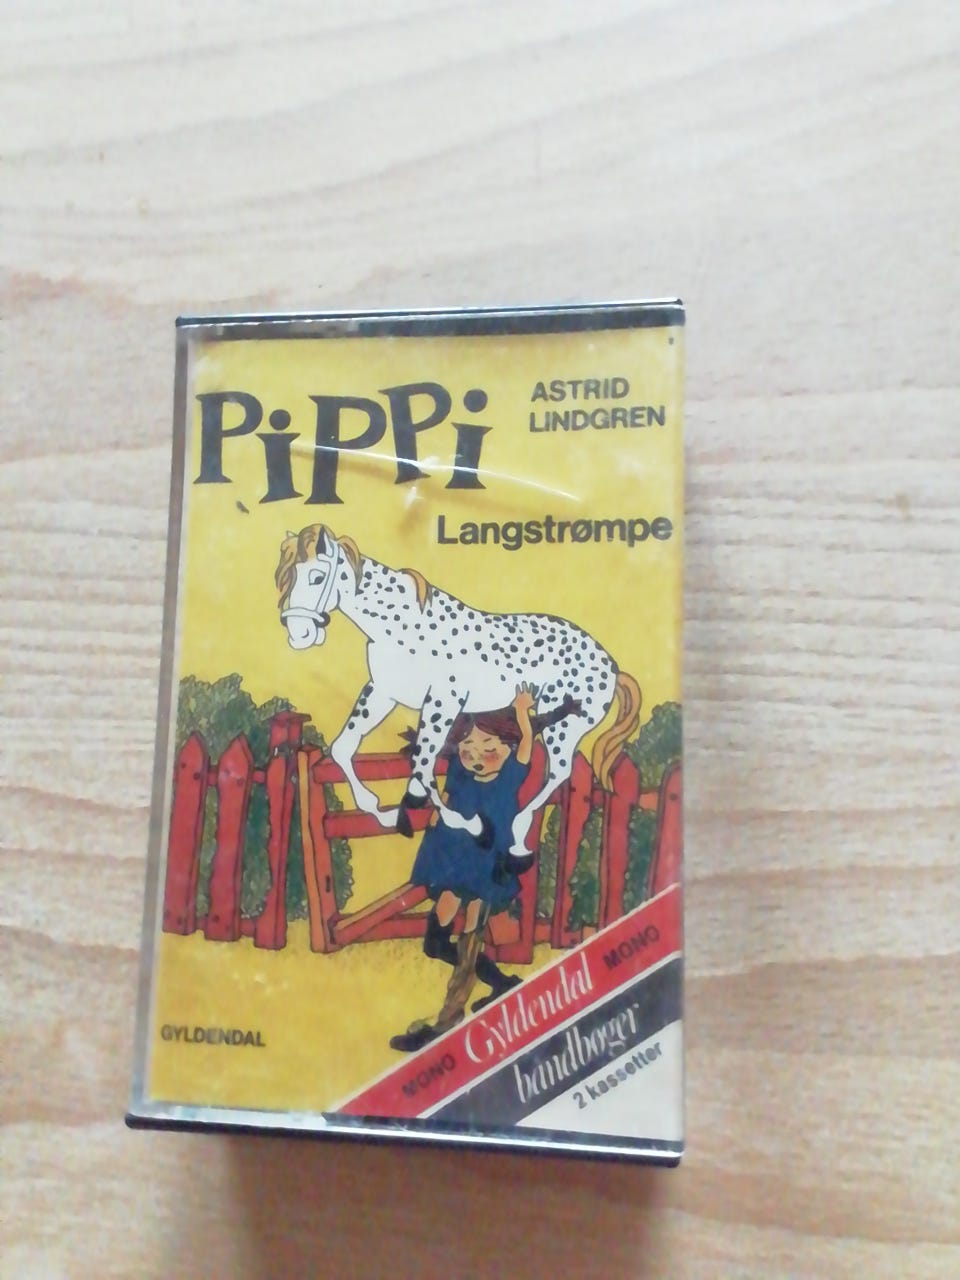 PiPPi
ASTRID
LINDGREN
Langstrømpe
GYLDENDAL
MONO Gyldendal MONO
båndbøger
2 kassetter